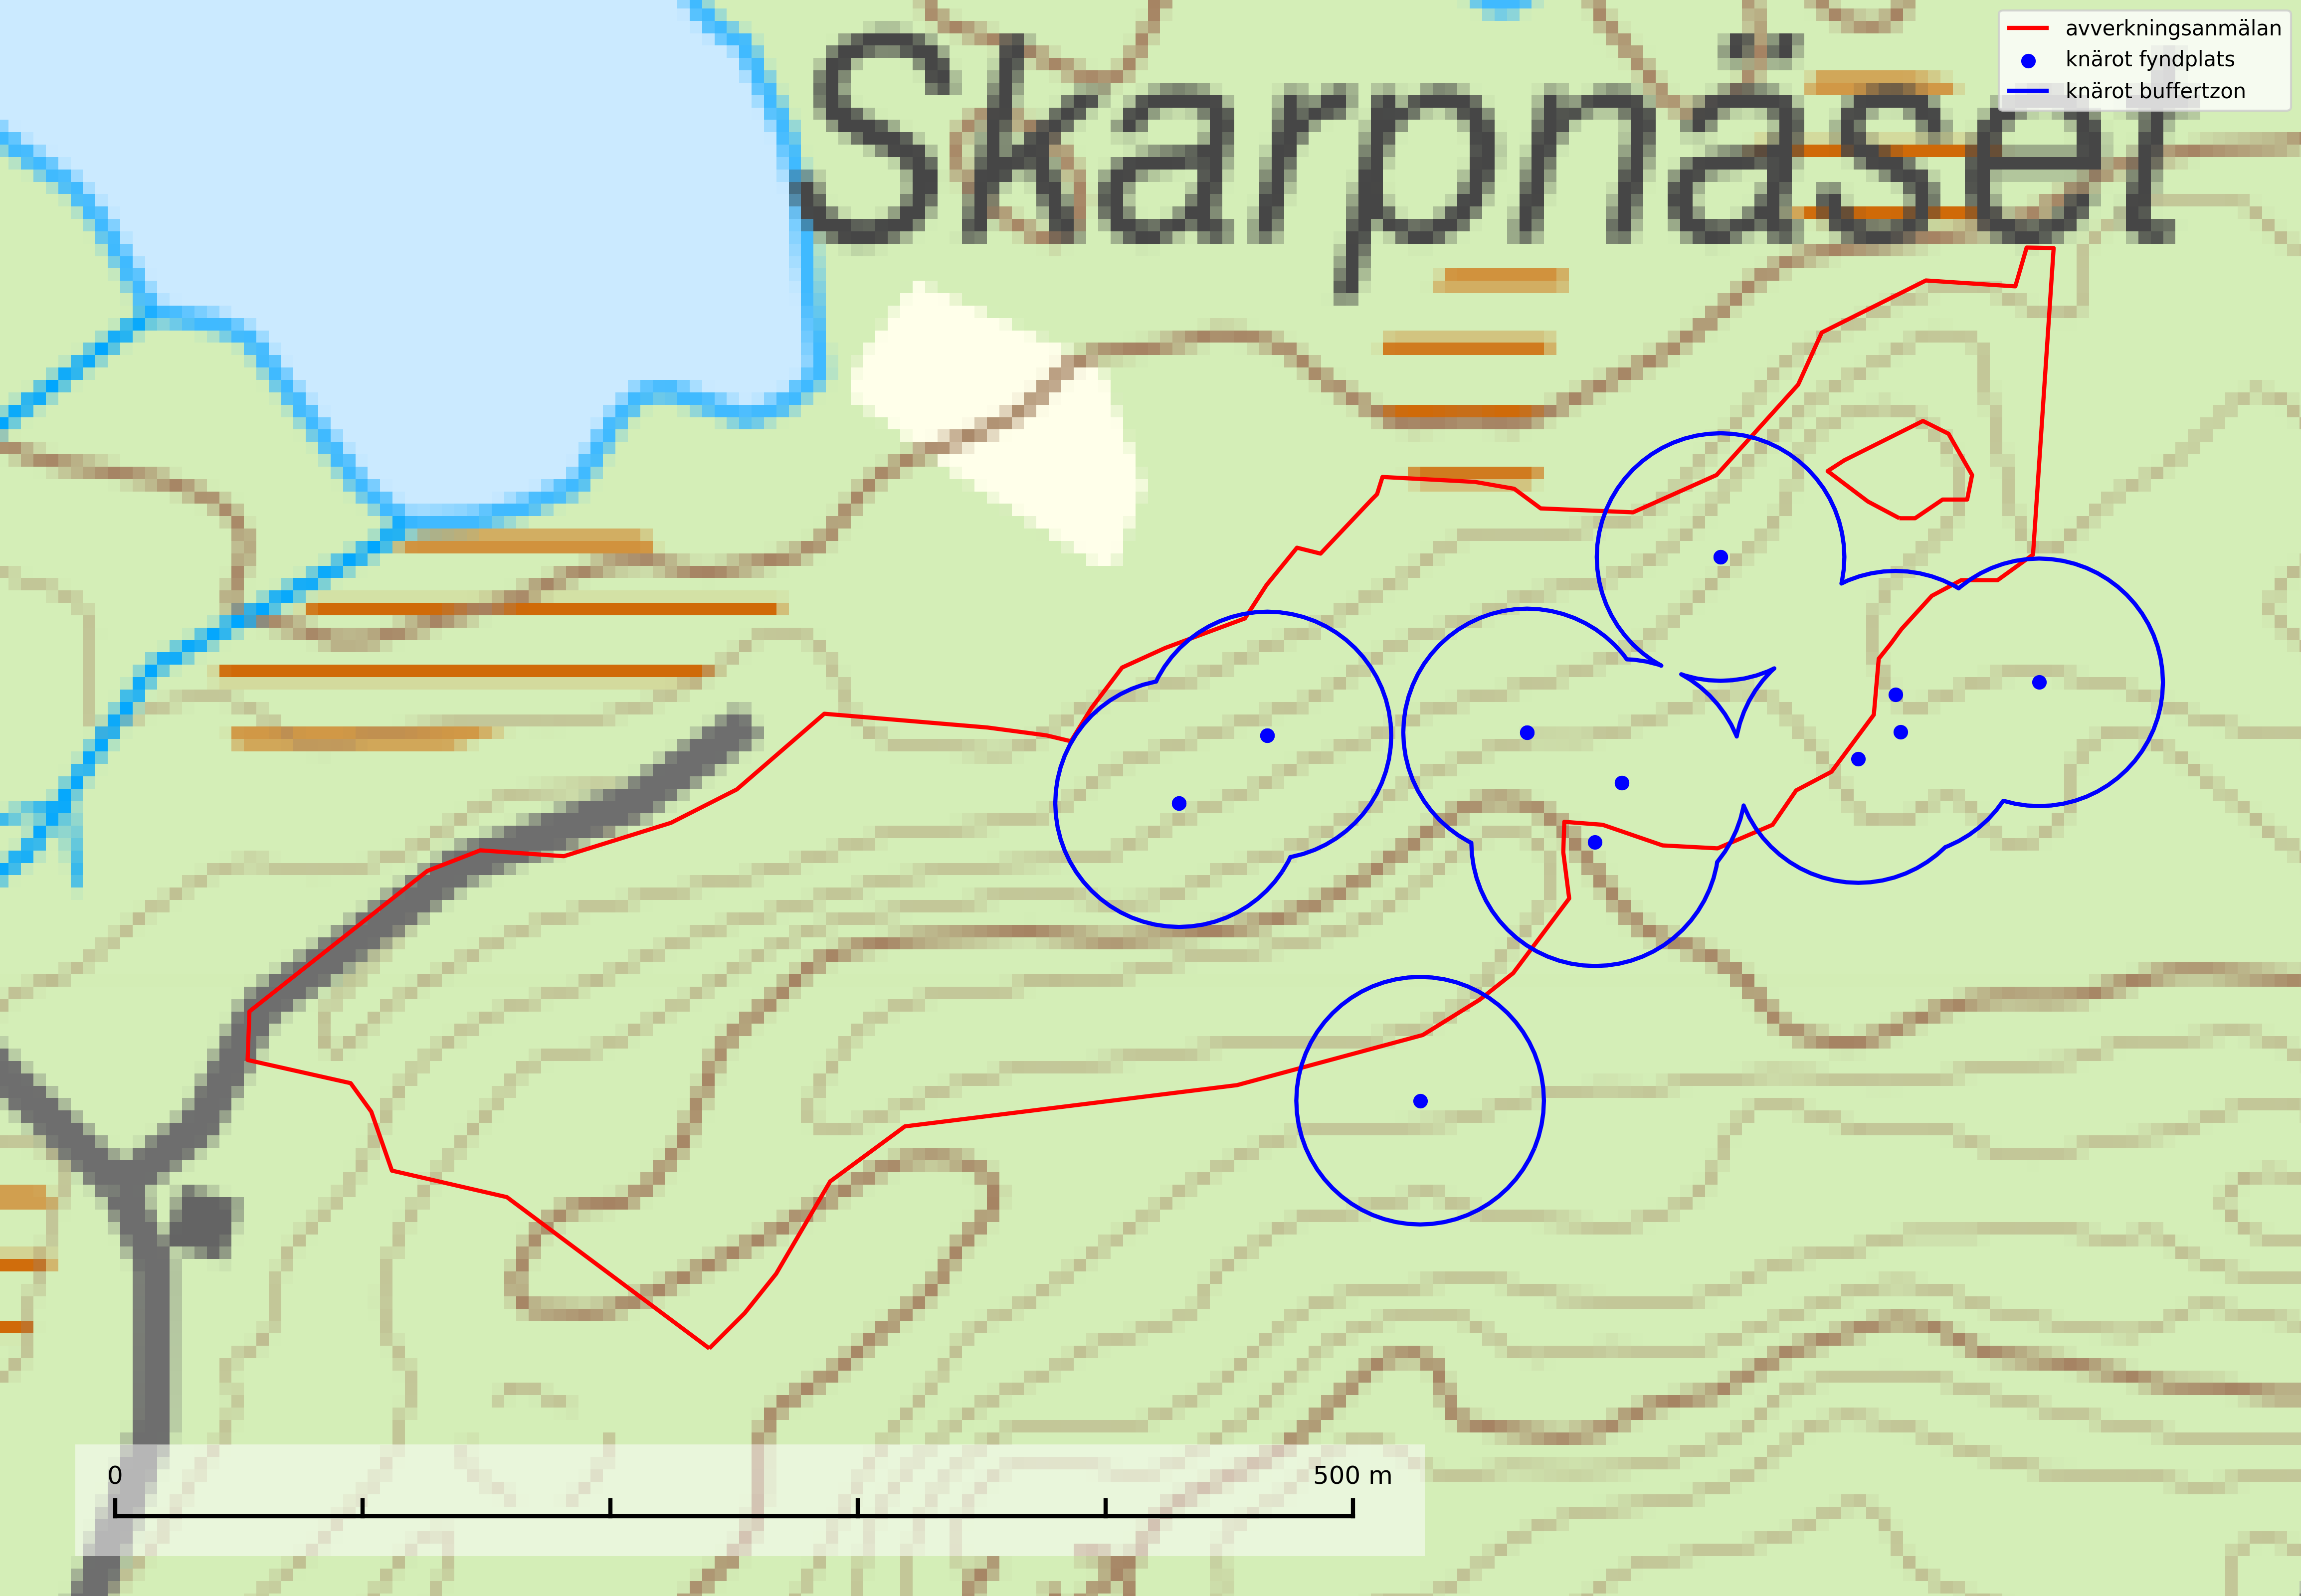 Skarpnäset
avverkningsanmälan
knärot fyndplats
knärot buffertzon
0
500 m